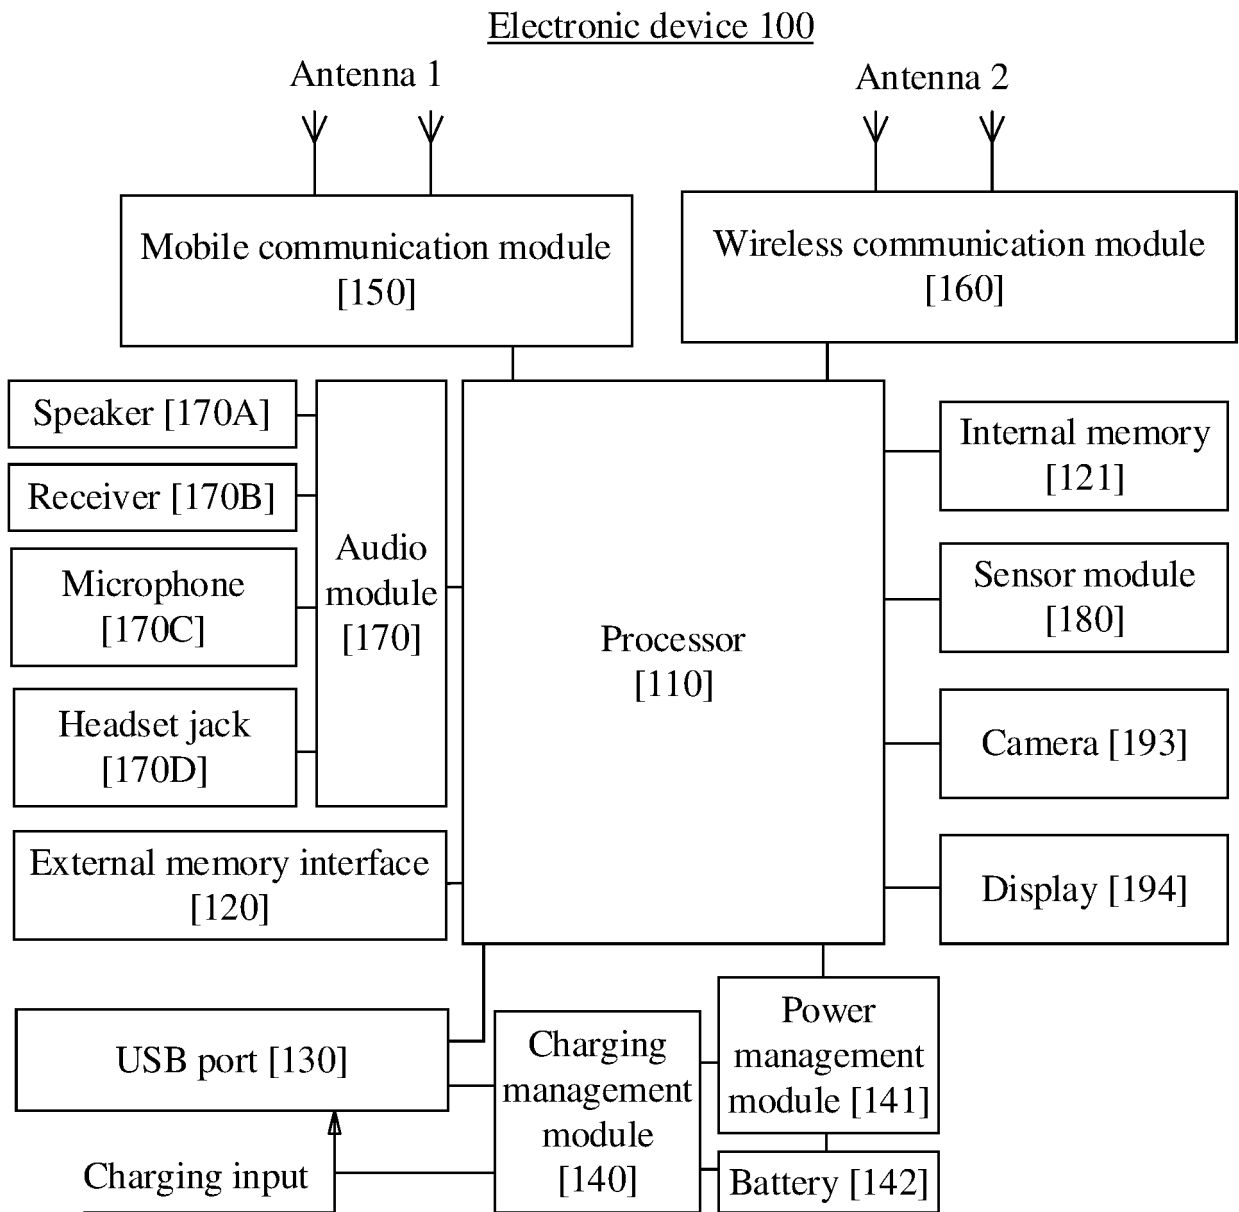 Electronic device 100
Antenna 1
Antenna 2
Mobile communication module
[150]
Wireless communication module
[160]
Speaker [170A]
Receiver [170B]
Microphone
[170C]
Headset jack
[170D]
Audio
module
[170]
External memory interface
[120]
Processor
[110]
Internal memory
[121]
Sensor module
[180]
Camera [193]
Display [194]
USB port [130]
Charging input
Charging
management
module
[140]
Power
management
module [141]
Battery [142]